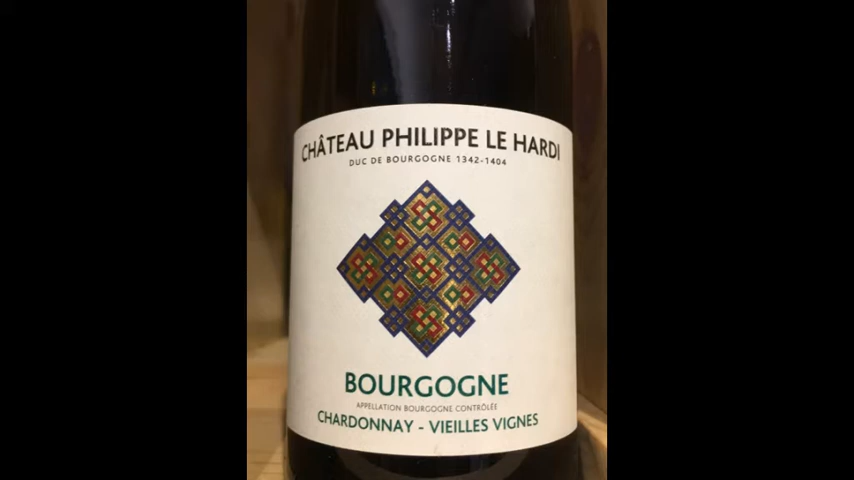 CHÂTEAU PHILIPPE LE HARDI
DUC DE BOURGOGNE 1342-1404
BOURGOGNE
APPELLATION BOURGOGNE CONTRÔLÉE
CHARDONNAY - VIEILLES VIGNES